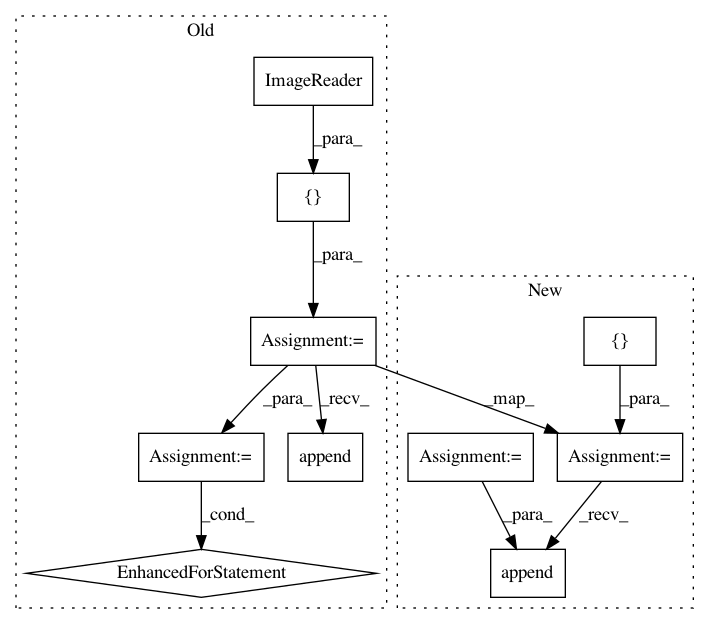 Old
ImageReader
_para_
{}
_para_
New
Assignment:=
{}
_para_
_recv_
_map_
_para_
Assignment:=
append
Assignment:=
Assignment:=
_cond_
_para_
_recv_
EnhancedForStatement
append